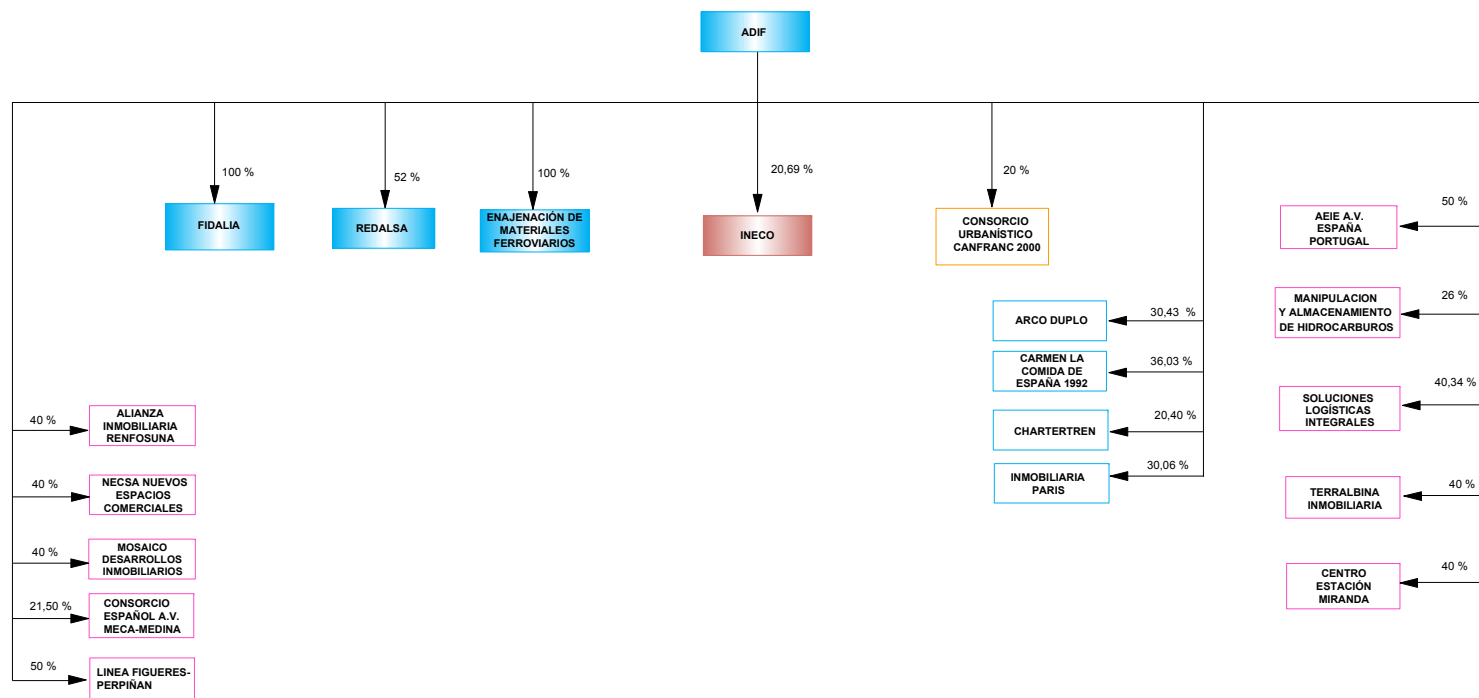 ADIF
100 %
52 %
100 %
20,69 %
20 %
50 %
FIDALIA
REDALSA
ENAJENACIÓN DE
MATERIALES
FERROVIARIOS
INECO
CONSORCIO
URBANÍSTICO
CANFRANC 2000
AEIE A.V.
ESPAÑA
PORTUGAL
ARCO DUPLO
30,43 %
MANIPULACION
Y ALMACENAMIENTO
DE HIDROCARBUROS
26 %
CARMEN LA
COMIDA DE
ESPAÑA 1992
36,03 %
40 %
ALIANZA
INMOBILIARIA
RENFOSUNA
CHARTERTREN
20,40 %
SOLUCIONES
LOGÍSTICAS
INTEGRALES
40,34 %
40 %
NECSA NUEVOS
ESPACIOS
COMERCIALES
INMOBILIARIA
PARIS
30,06 %
TERRALBINA
INMOBILIARIA
40 %
40 %
MOSAICO
DESARROLLOS
INMOBILIARIOS
CENTRO
ESTACIÓN
MIRANDA
40 %
21,50 %
CONSORCIO
ESPAÑOL A.V.
MECA-MEDINA
50 %
LINEA FIGUERES-
PERPIÑAN